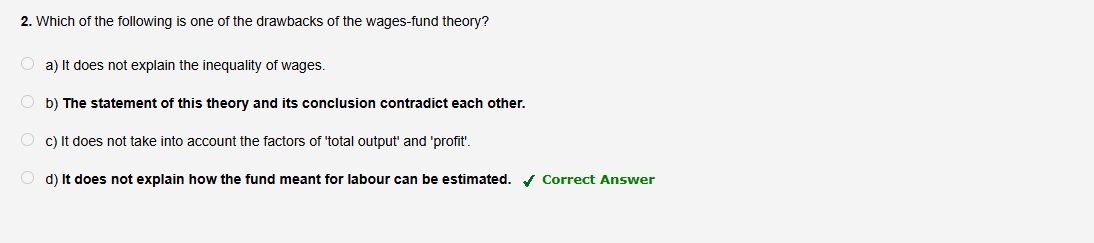 2. Which of the following is one of the drawbacks of the wages-fund theory?
a) It does not explain the inequality of wages.
b) The statement of this theory and its conclusion contradict each other.
c) It does not take into account the factors of 'total output' and 'profit'.
d) It does not explain how the fund meant for labour can be estimated. ✓ Correct Answer